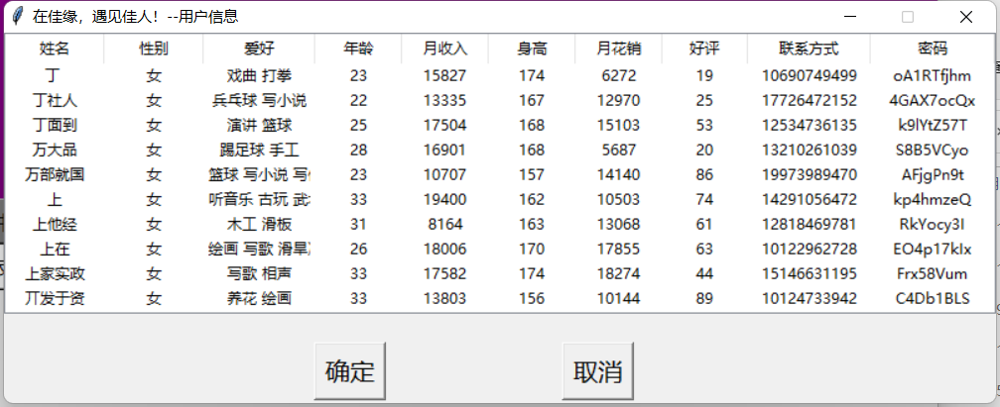 在佳缘，遇见佳人！--用户信息
姓名 性别 爱好 年龄 月收入 身高 月花销 好评 联系方式 密码
丁 女 戏曲 打拳 23 15827 174 6272 19 10690749499 oA1RTfjhm
丁社人 女 乒乓球 写小说 22 13335 167 12970 25 17726472152 4GAX7ocQx
丁面到 女 演讲 篮球 25 17504 168 15103 53 12534736135 k9lYtZ57T
万大品 女 踢足球 手工 28 16901 168 5687 20 13210261039 S8B5VCyo
万部就国 女 篮球 写小说 写 23 10707 157 14140 86 19973989470 AFjgPn9t
上 女 听音乐 古玩 武 33 19400 162 10503 74 14291056472 kp4hmzeQ
上他经 女 木工 滑板 31 8164 163 13068 61 12818469781 RkYocy3I
上在 女 绘画 写歌 滑旱 26 18006 170 17855 63 10122962728 EO4p17kIx
上家实政 女 写歌 相声 33 17582 174 18274 44 15146631195 Frx58Vum
丌发于资 女 养花 绘画 33 13803 156 10144 89 10124733942 C4Db1BLS
确定 取消